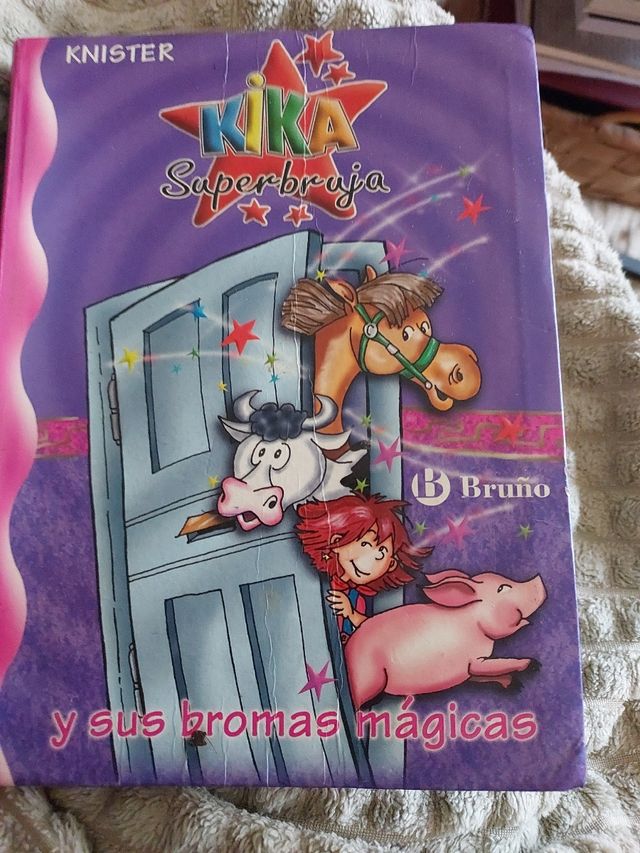 KNISTER
KIKA
Superbruja
B Bruño
y sus bromas mágicas